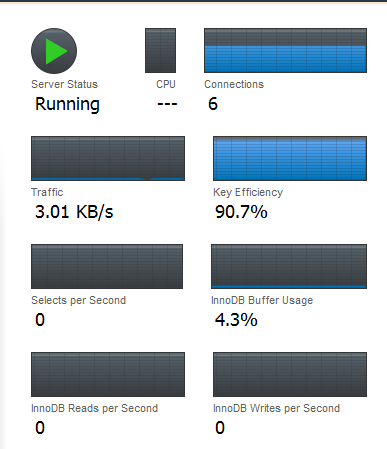 Server Status CPU Connections
Running --- 6
Traffic Key Efficiency
3.01 KB/s 90.7%
Selects per Second InnoDB Buffer Usage
0 4.3%
InnoDB Reads per Second InnoDB Writes per Second
0 0